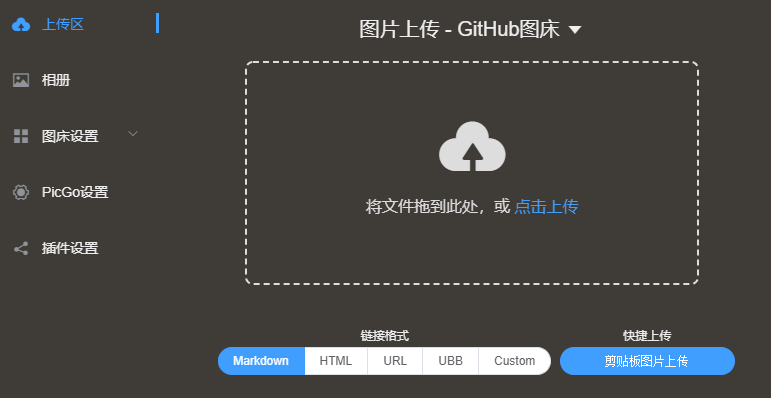 上传区
相册
图床设置
PicGo设置
插件设置
图片上传 - GitHub图床
将文件拖到此处，或 点击上传
链接格式
Markdown HTML URL UBB Custom
快捷上传
剪贴板图片上传